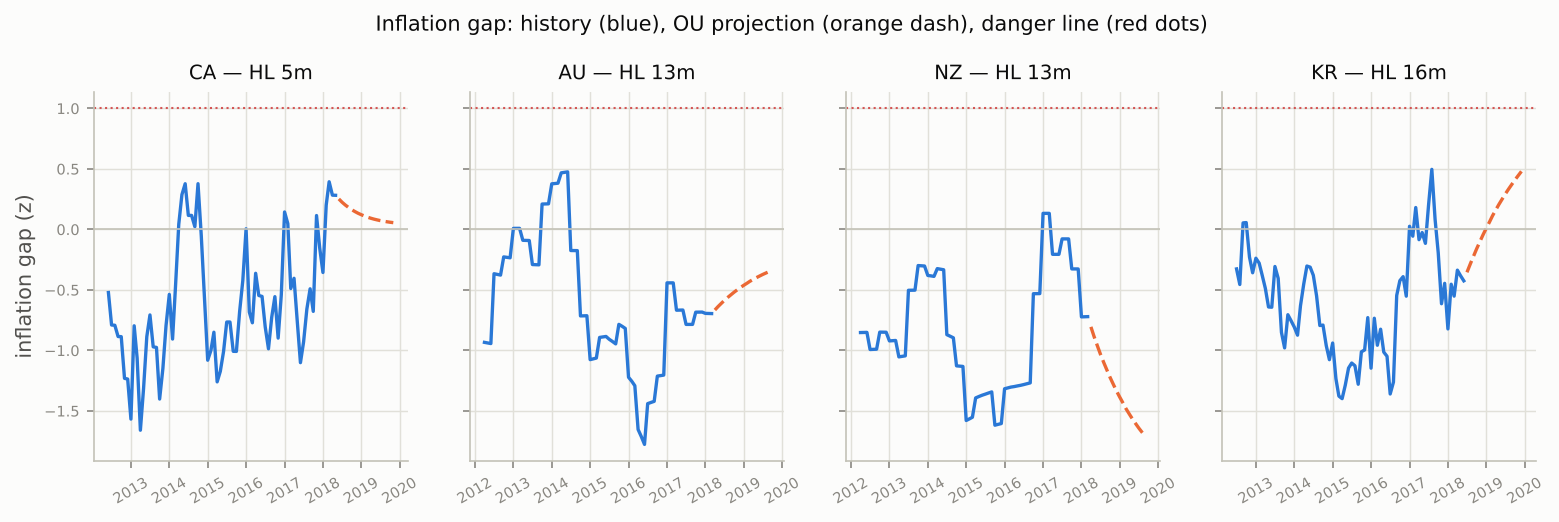 Inflation gap: history (blue), OU projection (orange dash), danger line (red dots)
CA — HL 5m
AU — HL 13m
NZ — HL 13m
KR — HL 16m
inflation gap (z)
1.0
0.5
0.0
−0.5
−1.0
−1.5
2013 2014 2015 2016 2017 2018 2019 2020
2012 2013 2014 2015 2016 2017 2018 2019 2020
2012 2013 2014 2015 2016 2017 2018 2019 2020
2013 2014 2015 2016 2017 2018 2019 2020